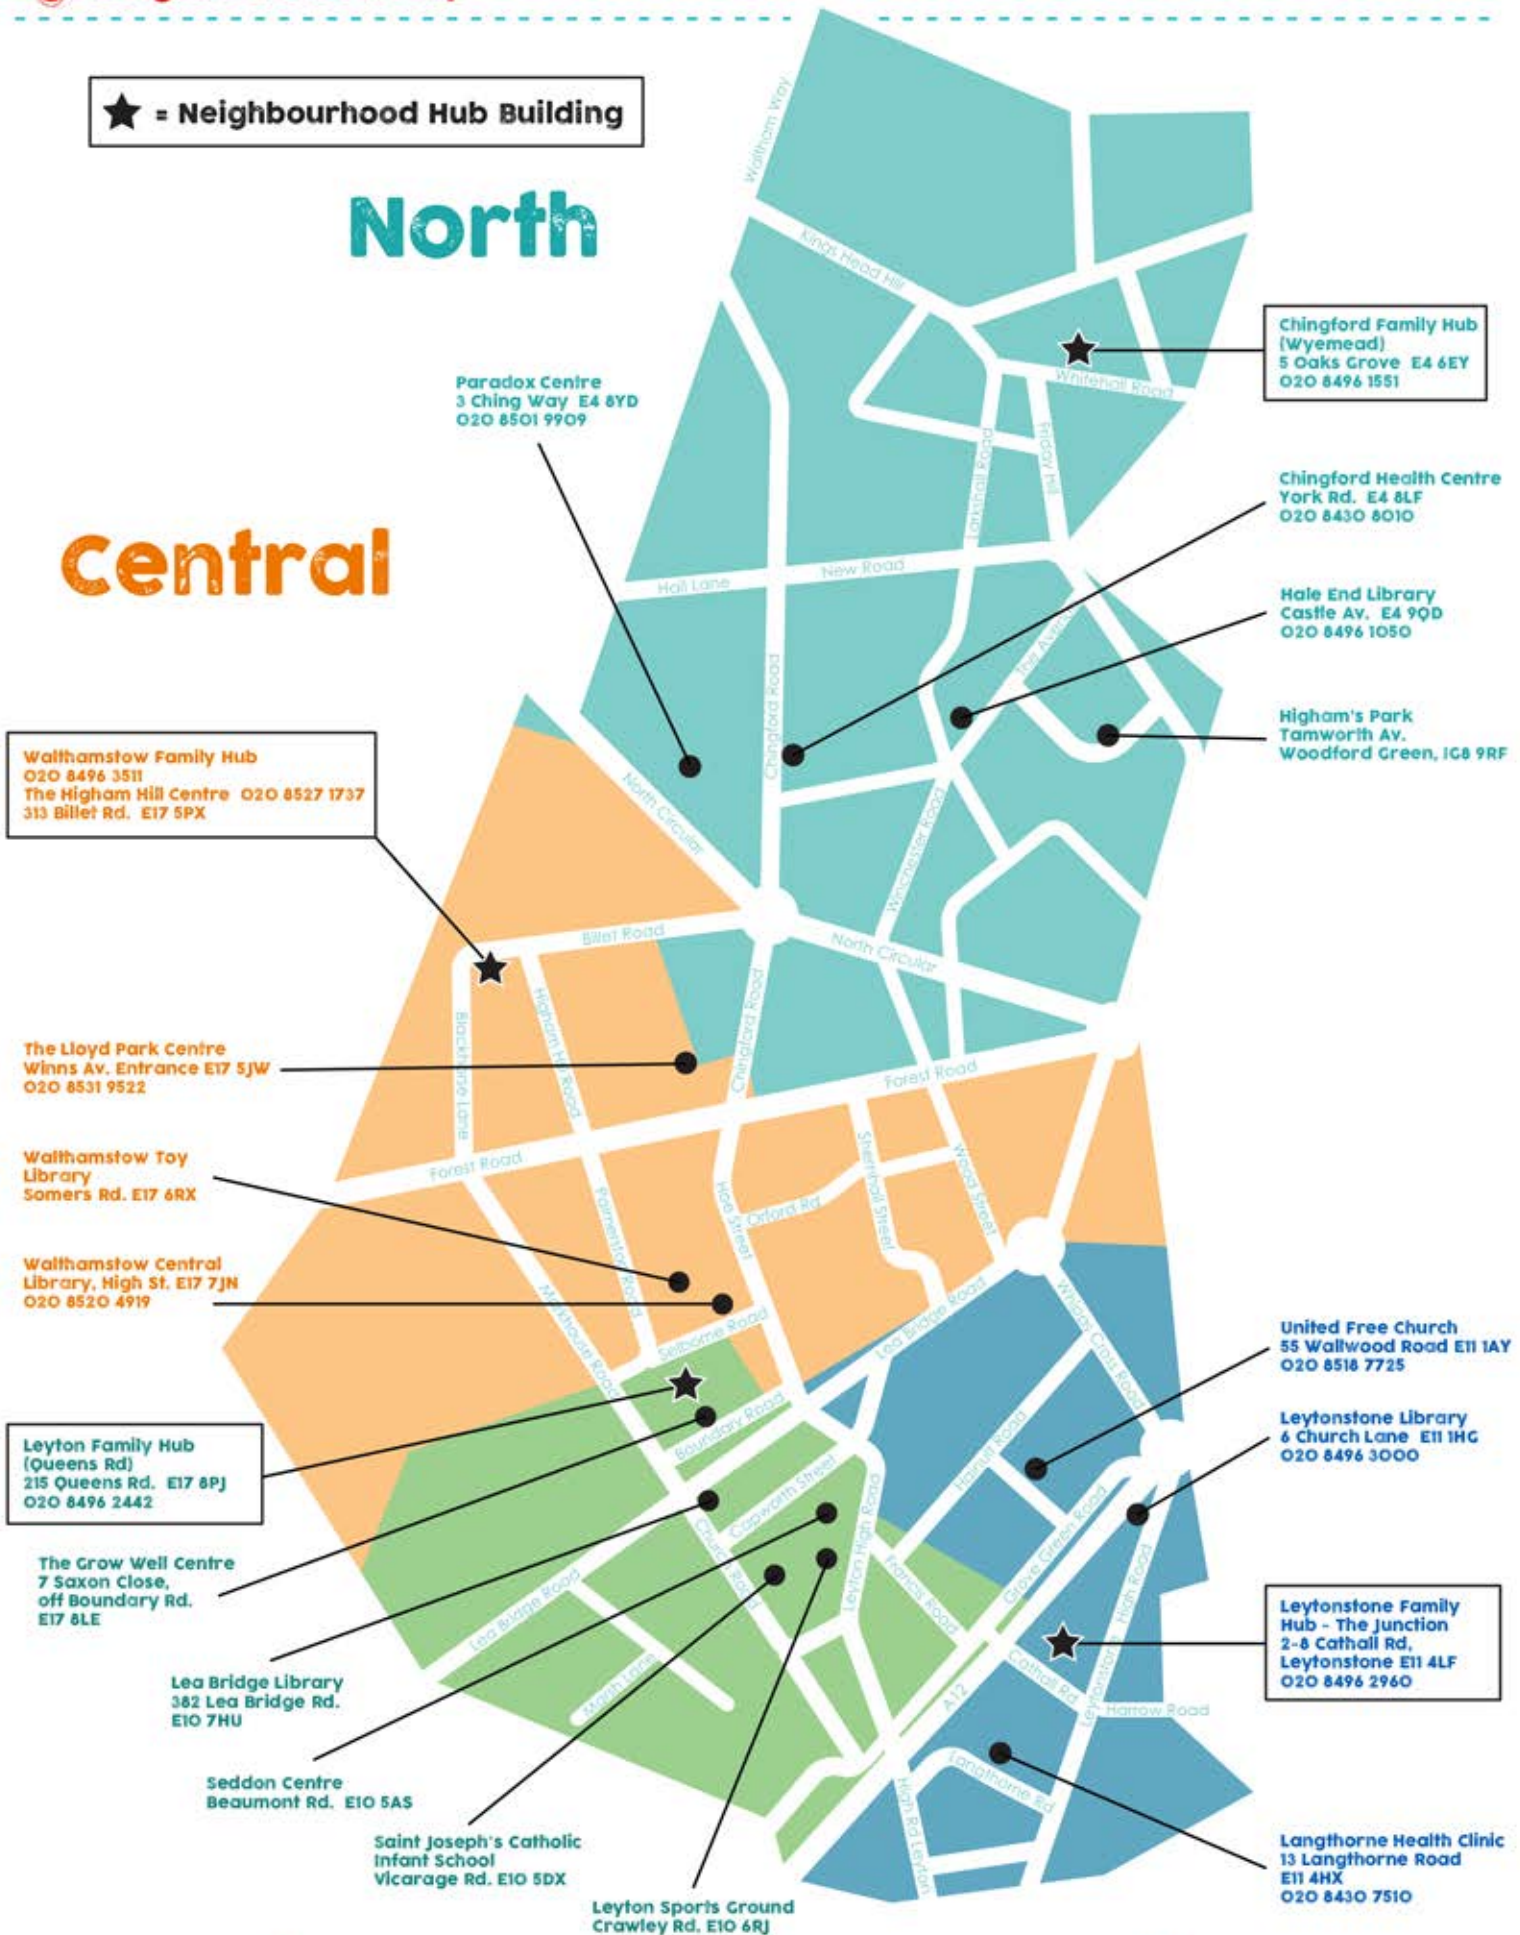 = Neighbourhood Hub Building
North
Central
Waltham Way
Kings Head Hill
Chingford Family Hub
(Wyemead)
5 Oaks Grove E4 6EY
020 8496 1551
Whitehall Road
Paradox Centre
3 Ching Way E4 8YD
020 8501 9909
Larkshall Road
Friday Hill
Chingford Health Centre
York Rd. E4 8LF
020 8430 8010
Hall Lane
New Road
Hale End Library
Castle Av. E4 9QD
020 8496 1050
The Avenue
Chingford Road
Higham's Park
Tamworth Av.
Woodford Green, IG8 9RF
Walthamstow Family Hub
020 8496 3511
The Higham Hill Centre 020 8527 1737
313 Billet Rd. E17 5PX
North Circular
Winchester Road
Billet Road
North Circular
Blackhorse Lane
Higham Hill Road
Chingford Road
The Lloyd Park Centre
Winns Av. Entrance E17 5JW
020 8531 9522
Forest Road
Forest Road
Walthamstow Toy
Library
Somers Rd. E17 6RX
Hoe Street
Orford Rd
Shernhall Street
Wood Street
Walthamstow Central
Library, High St. E17 7JN
020 8520 4919
Markhouse Road
Selborne Road
Lea Bridge Road
Whipps Cross Road
United Free Church
55 Wallwood Road E11 1AY
020 8518 7725
Leyton Family Hub
(Queens Rd)
215 Queens Rd. E17 8PJ
020 8496 2442
Boundary Road
Leytonstone Library
6 Church Lane E11 1HG
020 8496 3000
Capworth Street
Church Road
Leyton High Road
Francis Road
Grove Green Road
The Grow Well Centre
7 Saxon Close,
off Boundary Rd.
E17 8LE
Lea Bridge Road
Marsh Lane
Leytonstone High Road
Leytonstone Family
Hub - The Junction
2-8 Cathall Rd,
Leytonstone E11 4LF
020 8496 2960
Cathall Rd
A12
Harrow Road
Lea Bridge Library
382 Lea Bridge Rd.
E10 7HU
Seddon Centre
Beaumont Rd. E10 5AS
Langthorne Rd
High Rd Leyton
Saint Joseph's Catholic
Infant School
Vicarage Rd. E10 5DX
Langthorne Health Clinic
13 Langthorne Road
E11 4HX
020 8430 7510
Leyton Sports Ground
Crawley Rd. E10 6RJ